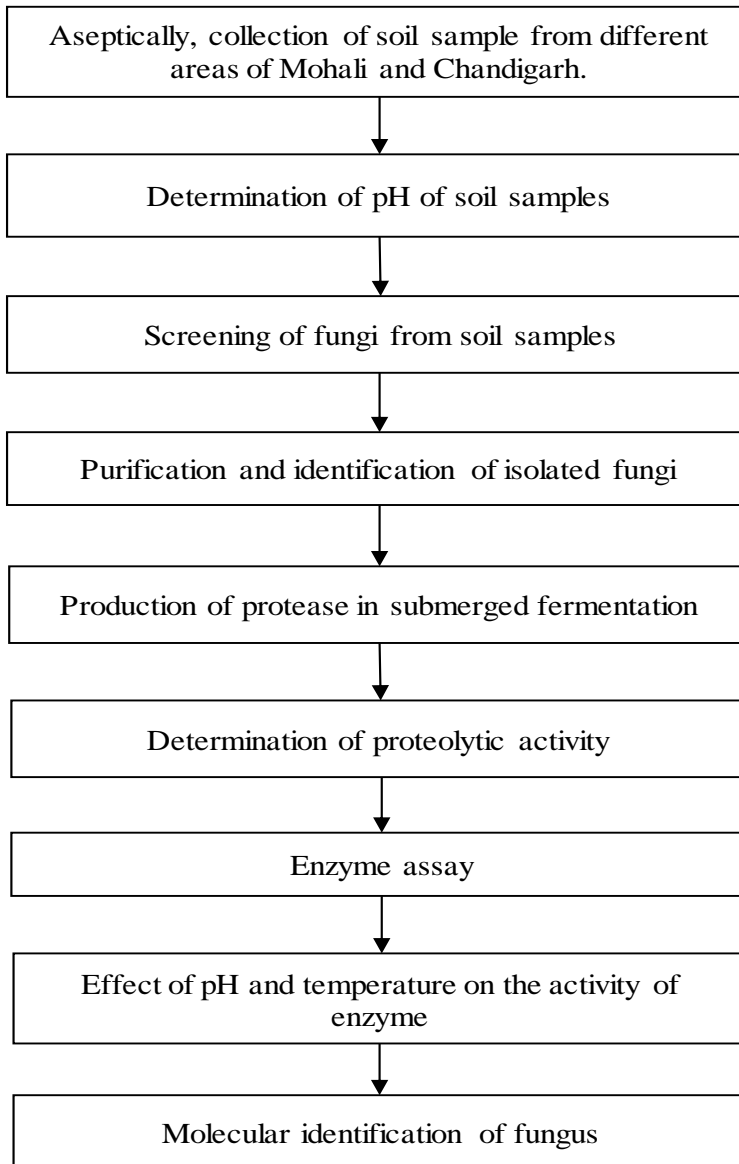 Aseptically, collection of soil sample from different
areas of Mohali and Chandigarh.
Determination of pH of soil samples
Screening of fungi from soil samples
Purification and identification of isolated fungi
Production of protease in submerged fermentation
Determination of proteolytic activity
Enzyme assay
Effect of pH and temperature on the activity of
enzyme
Molecular identification of fungus